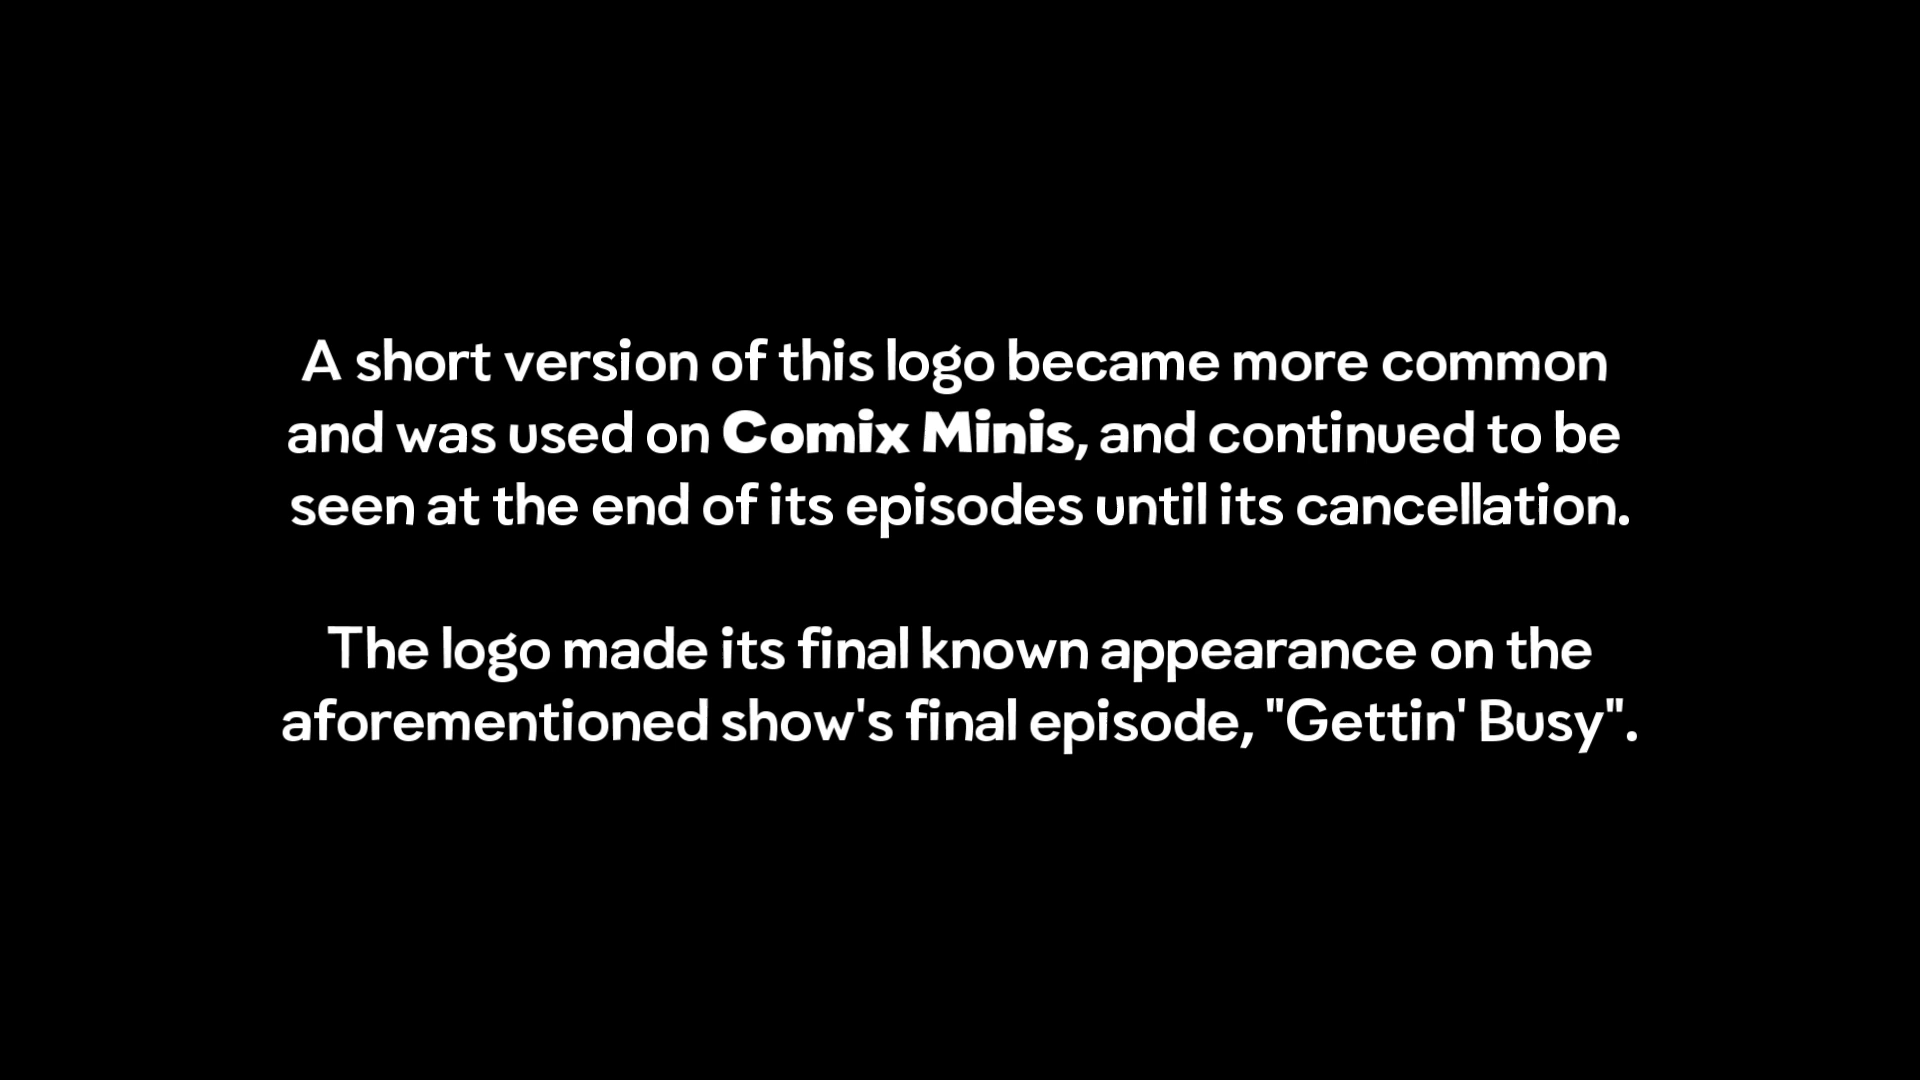 A short version of this logo became more common
and was used on Comix Minis, and continued to be
seen at the end of its episodes until its cancellation.
The logo made its final known appearance on the
aforementioned show's final episode, "Gettin' Busy".